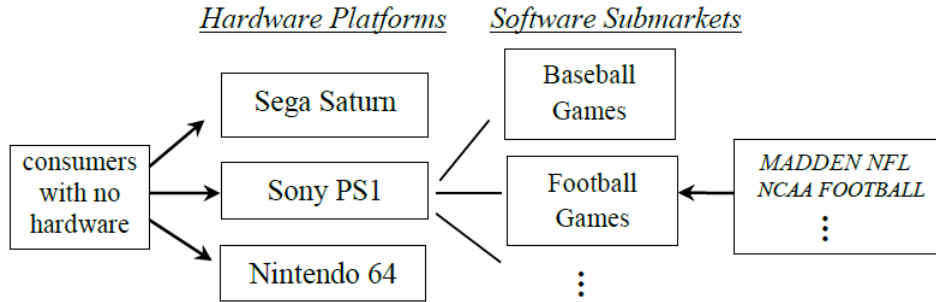 Hardware Platforms
Software Submarkets
consumers
with no
hardware
Sega Saturn
Sony PS1
Nintendo 64
Baseball
Games
Football
Games
⋮
MADDEN NFL
NCAA FOOTBALL
⋮